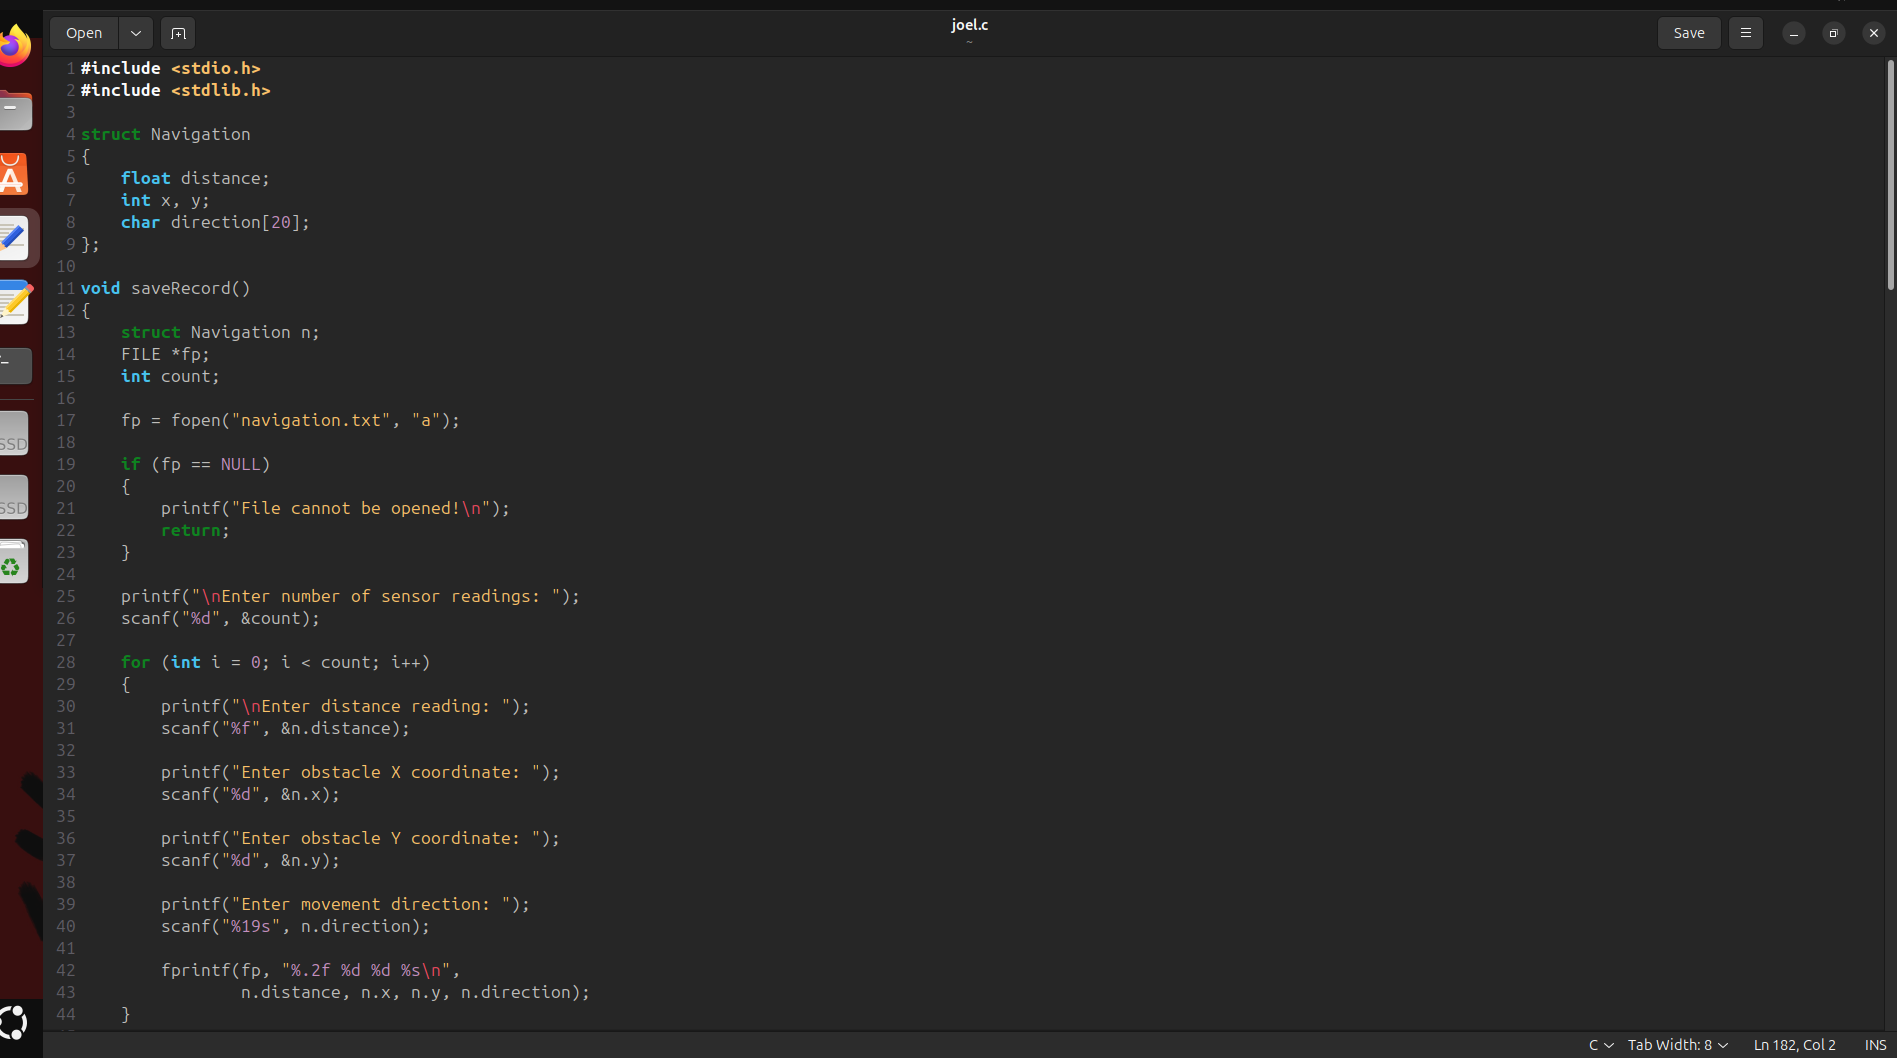 Open
joel.c
~
Save
1 #include <stdio.h>
2 #include <stdlib.h>
3
4 struct Navigation
5 {
6     float distance;
7     int x, y;
8     char direction[20];
9 };
10
11 void saveRecord()
12 {
13     struct Navigation n;
14     FILE *fp;
15     int count;
16
17     fp = fopen("navigation.txt", "a");
18
19     if (fp == NULL)
20     {
21         printf("File cannot be opened!\n");
22         return;
23     }
24
25     printf("\nEnter number of sensor readings: ");
26     scanf("%d", &count);
27
28     for (int i = 0; i < count; i++)
29     {
30         printf("\nEnter distance reading: ");
31         scanf("%f", &n.distance);
32
33         printf("Enter obstacle X coordinate: ");
34         scanf("%d", &n.x);
35
36         printf("Enter obstacle Y coordinate: ");
37         scanf("%d", &n.y);
38
39         printf("Enter movement direction: ");
40         scanf("%19s", n.direction);
41
42         fprintf(fp, "%.2f %d %d %s\n",
43                 n.distance, n.x, n.y, n.direction);
44     }
SSD
SSD
C
Tab Width: 8
Ln 182, Col 2
INS